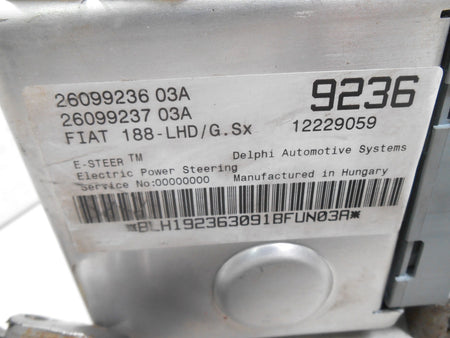 26099236 03A 9236
26099237 03A
FIAT 188-LHD/G.Sx 12229059
E-STEER™ Delphi Automotive Systems
Electric Power Steering
Service No:00000000 Manufactured in Hungary
*BLH192363091BFUN03A*